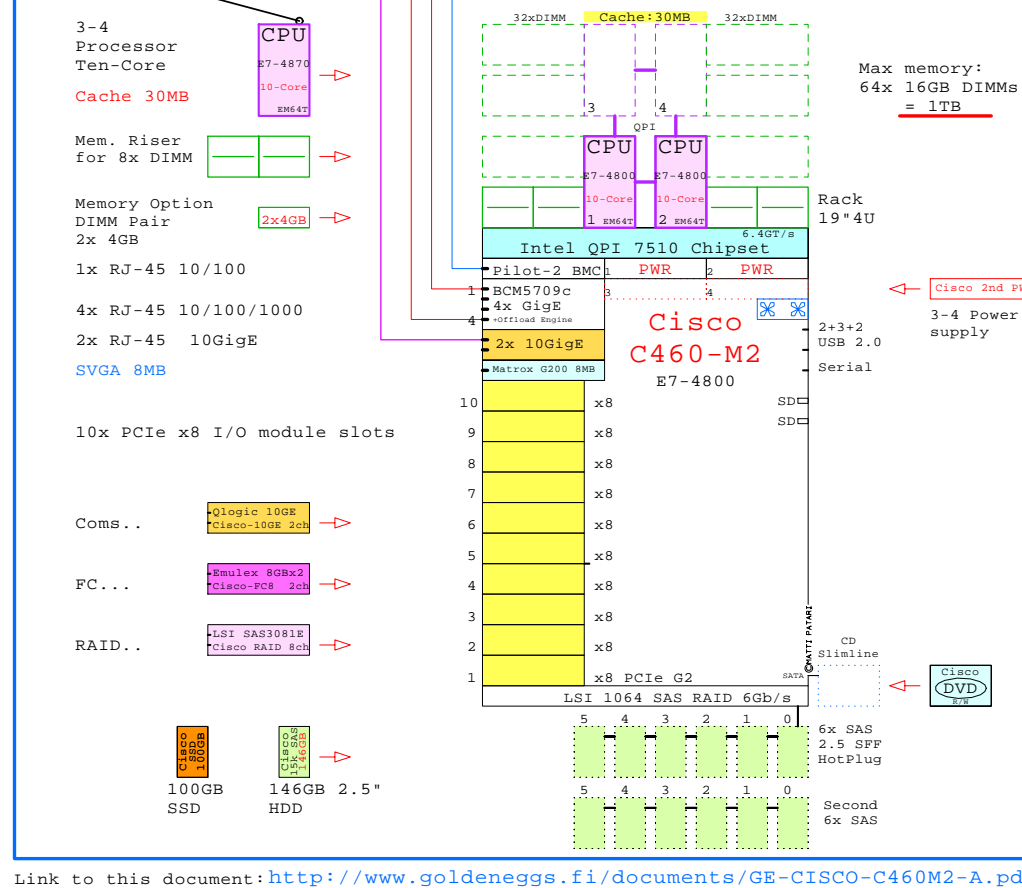 3-4
Processor
Ten-Core
Cache 30MB
CPU
E7-4870
10-Core
EM64T
Mem. Riser
for 8x DIMM
Memory Option
DIMM Pair
2x 4GB
2x4GB
1x RJ-45 10/100
4x RJ-45 10/100/1000
2x RJ-45 10GigE
SVGA 8MB
10x PCIe x8 I/O module slots
Coms..
Qlogic 10GE
Cisco-10GE 2ch
FC...
Emulex 8GBx2
Cisco-FC8 2ch
RAID..
LSI SAS3081E
Cisco RAID 8ch
Cisco
SSD
100GB
100GB
SSD
Cisco
15k SAS
146GB
146GB 2.5"
HDD
32xDIMM
Cache:30MB
32xDIMM
3
4
QPI
CPU
E7-4800
10-Core
1 EM64T
CPU
E7-4800
10-Core
2 EM64T
6.4GT/s
Intel QPI 7510 Chipset
Pilot-2 BMC
1 PWR
2 PWR
3
4
1
BCM5709c
4x GigE
4
+Offload Engine
2x 10GigE
Matrox G200 8MB
Cisco
C460-M2
E7-4800
10 x8
9 x8
8 x8
7 x8
6 x8
5 x8
4 x8
3 x8
2 x8
1 x8 PCIe G2
LSI 1064 SAS RAID 6Gb/s
5 4 3 2 1 0
5 4 3 2 1 0
Max memory:
64x 16GB DIMMs
= 1TB
Rack
19"4U
Cisco 2nd
3-4 Power
supply
2+3+2
USB 2.0
Serial
SD
SD
MATTI PATARI
CD
Slimline
SATA
Cisco
DVD
R/W
6x SAS
2.5 SFF
HotPlug
Second
6x SAS
Link to this document: http://www.goldeneggs.fi/documents/GE-CISCO-C460M2-A.pd